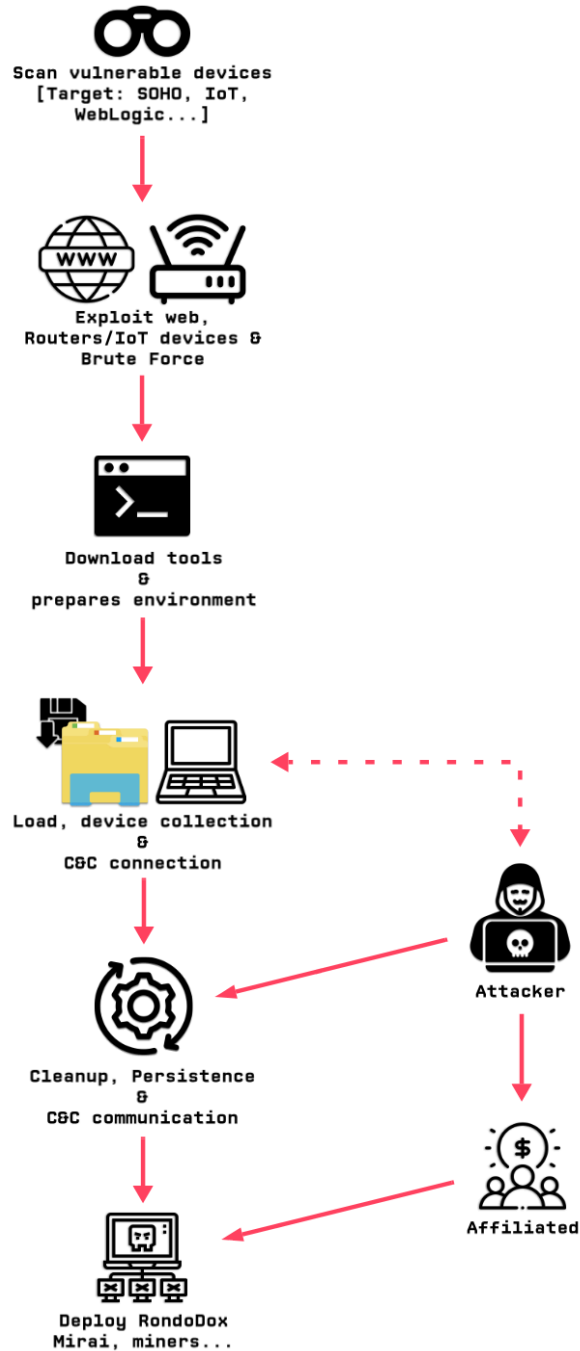 Scan vulnerable devices
[Target: SOHO, IoT,
WebLogic...]
WWW
Exploit web,
Routers/IoT devices &
Brute Force
>_
Download tools
&
prepares environment
Load, device collection
&
C&C connection
Attacker
Cleanup, Persistence
&
C&C communication
$
Affiliated
Deploy RondoDox
Mirai, miners...